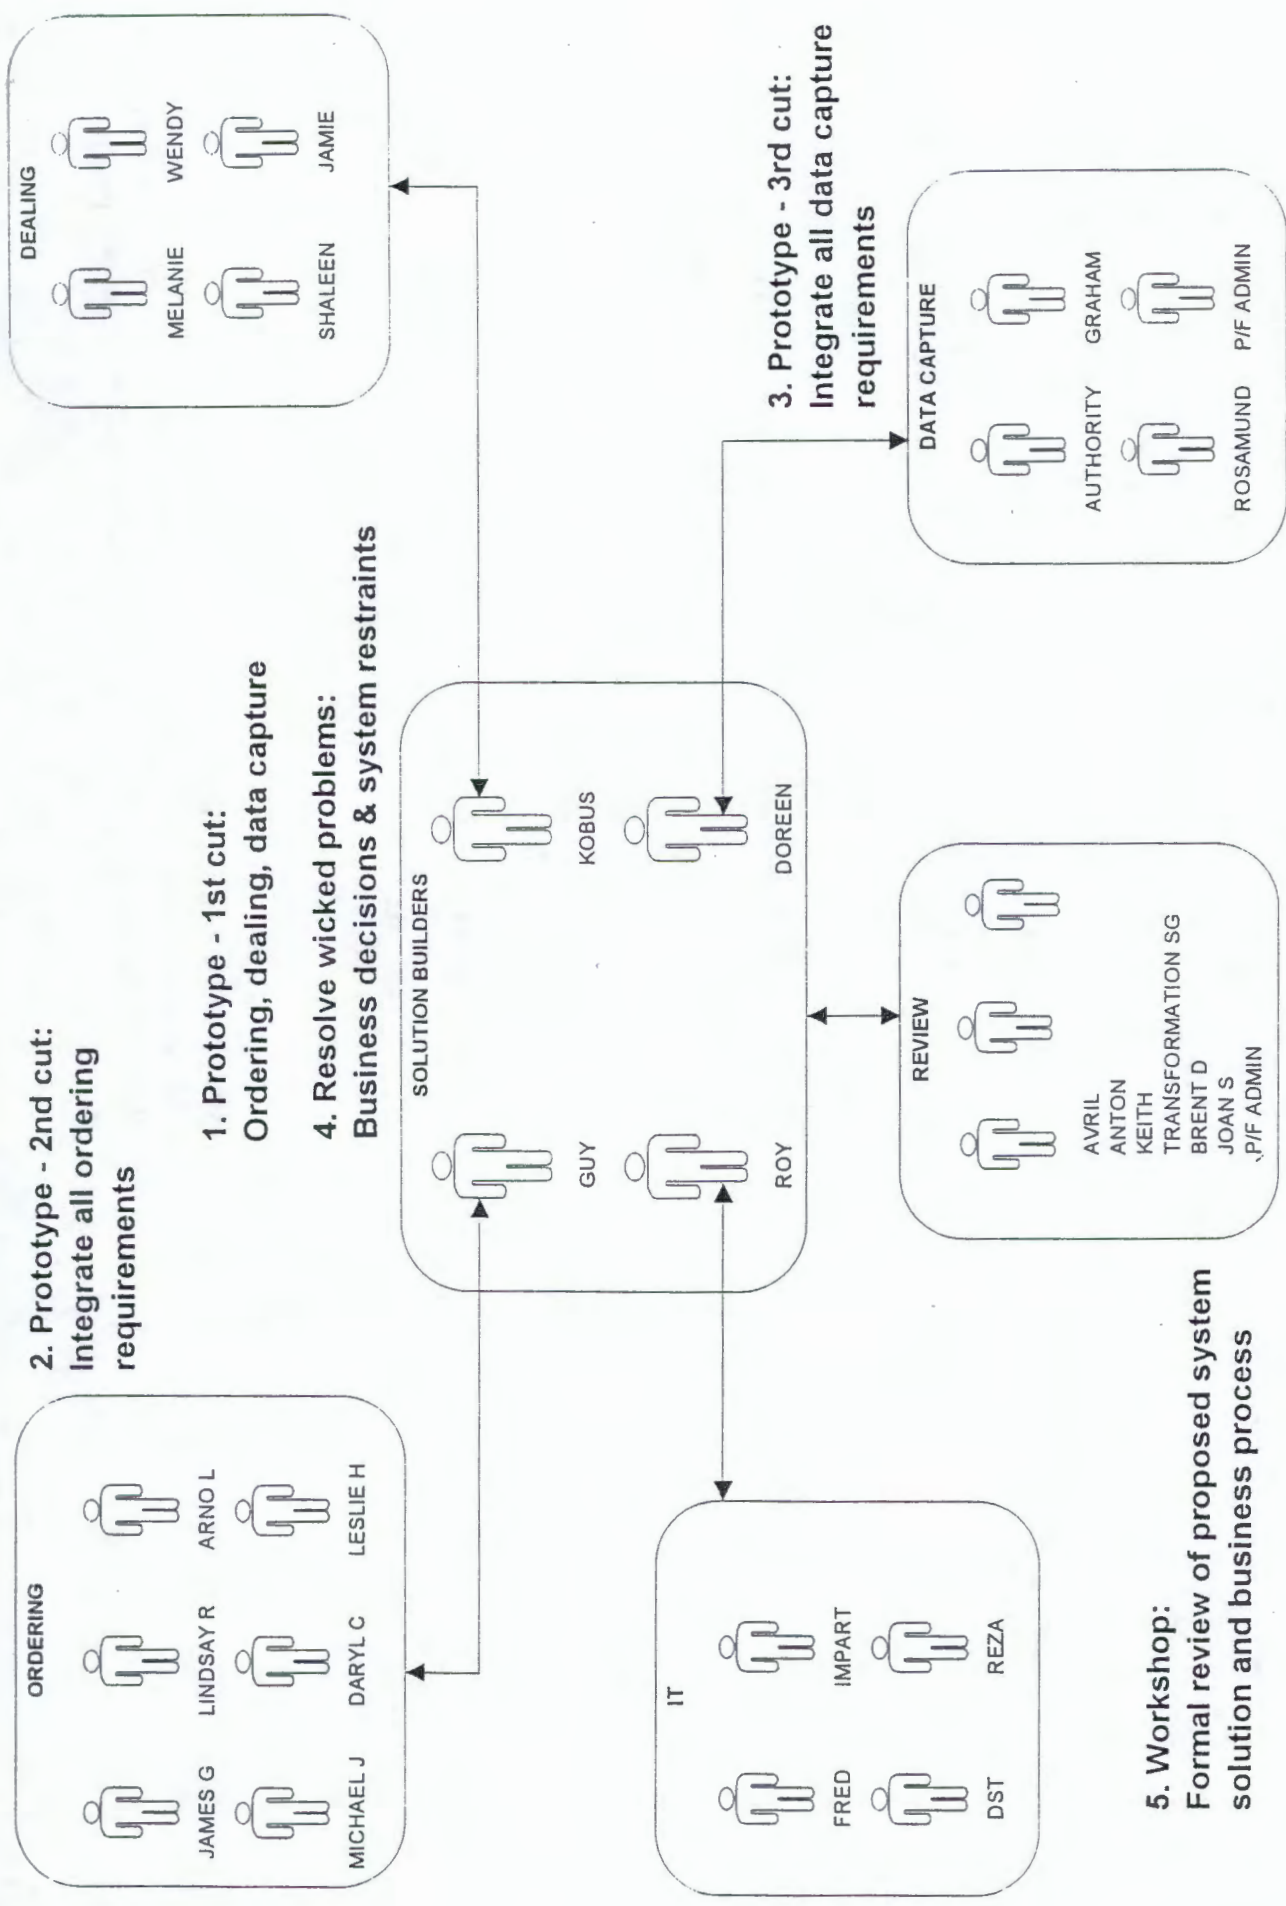 2. Prototype - 2nd cut:
Integrate all ordering
requirements
ORDERING
JAMES G
LINDSAY R
ARNO L
MICHAEL J
DARYL C
LESLIE H
DEALING
MELANIE
WENDY
SHALEEN
JAMIE
1. Prototype - 1st cut:
Ordering, dealing, data capture
4. Resolve wicked problems:
Business decisions & system restraints
SOLUTION BUILDERS
GUY
KOBUS
ROY
DOREEN
3. Prototype - 3rd cut:
Integrate all data capture
requirements
IT
FRED
IMPART
DST
REZA
REVIEW
AVRIL
ANTON
KEITH
TRANSFORMATION SG
BRENT D
JOAN S
P/F ADMIN
DATA CAPTURE
AUTHORITY
GRAHAM
ROSAMUND
P/F ADMIN
5. Workshop:
Formal review of proposed system
solution and business process